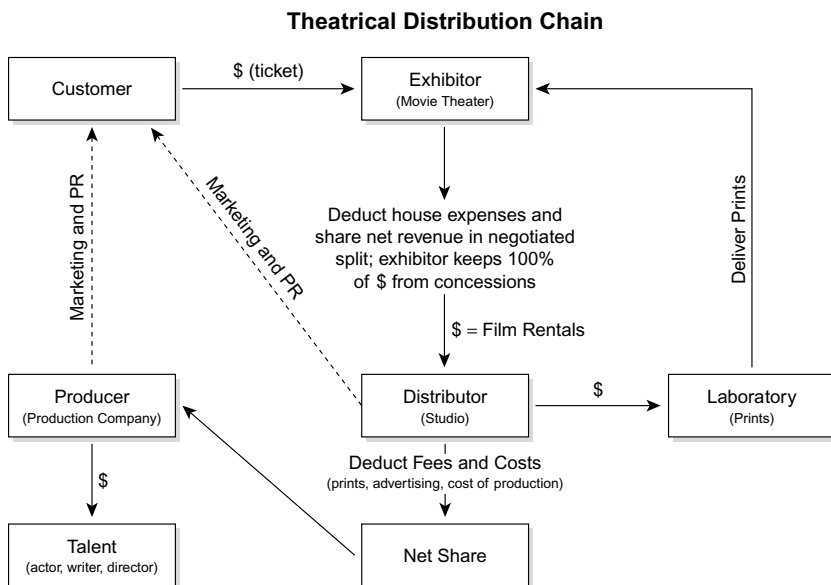 Theatrical Distribution Chain
Customer
$ (ticket)
Exhibitor
(Movie Theater)
Marketing and PR
Marketing and PR
Deduct house expenses and
share net revenue in negotiated
split; exhibitor keeps 100%
of $ from concessions
Deliver Prints
$ = Film Rentals
Producer
(Production Company)
Distributor
(Studio)
$
Laboratory
(Prints)
$
Deduct Fees and Costs
(prints, advertising, cost of production)
Talent
(actor, writer, director)
Net Share